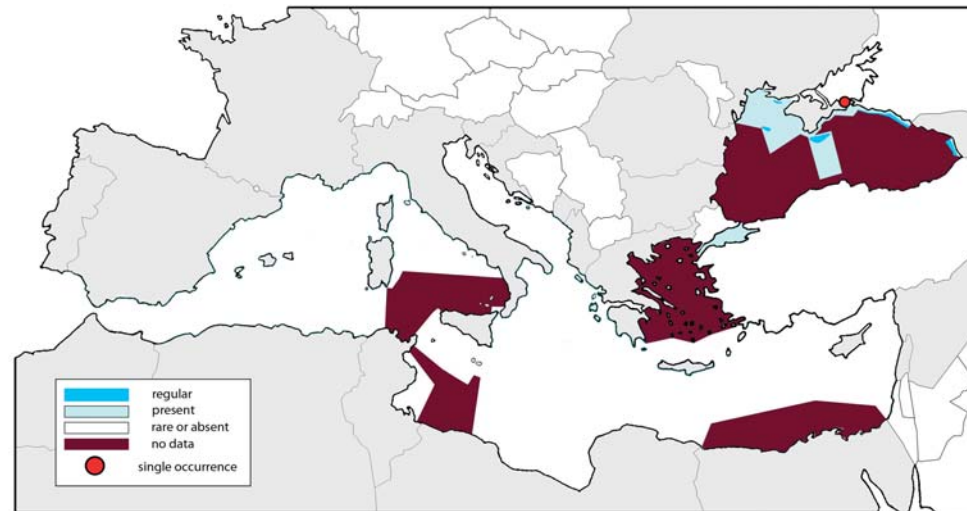 regular
present
rare or absent
no data
single occurrence